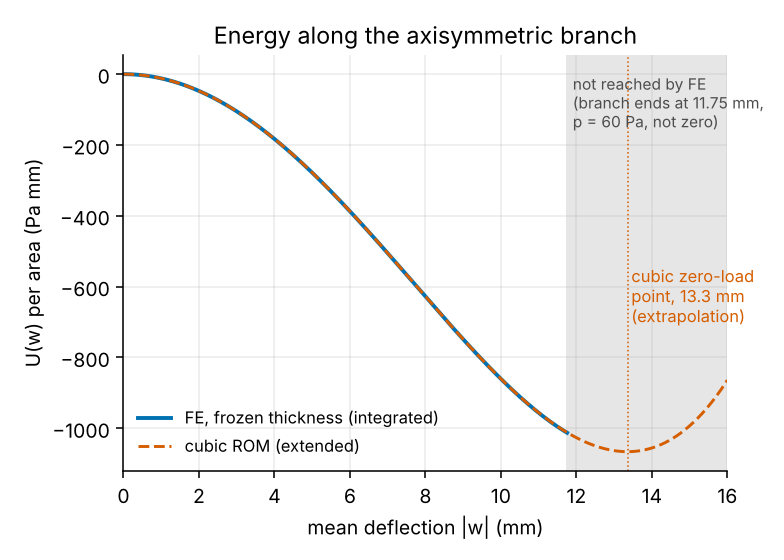 Energy along the axisymmetric branch
U(w) per area (Pa mm)
0
−200
−400
−600
−800
−1000
not reached by FE
(branch ends at 11.75 mm,
p = 60 Pa, not zero)
cubic zero-load
point, 13.3 mm
(extrapolation)
FE, frozen thickness (integrated)
cubic ROM (extended)
0 2 4 6 8 10 12 14 16
mean deflection |w| (mm)